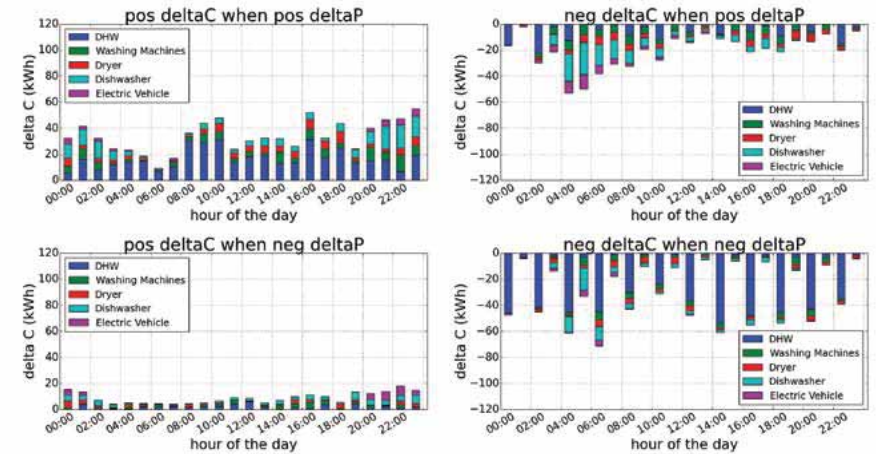 pos deltaC when pos deltaP
120
100
80
60
40
20
0
delta C (kWh)
DHW
Washing Machines
Dryer
Dishwasher
Electric Vehicle
00:00 02:00 04:00 06:00 08:00 10:00 12:00 14:00 16:00 18:00 20:00 22:00
hour of the day
neg deltaC when pos deltaP
0
−20
−40
−60
−80
−100
−120
delta C (kWh)
DHW
Washing Machines
Dryer
Dishwasher
Electric Vehicle
00:00 02:00 04:00 06:00 08:00 10:00 12:00 14:00 16:00 18:00 20:00 22:00
hour of the day
pos deltaC when neg deltaP
120
100
80
60
40
20
0
delta C (kWh)
DHW
Washing Machines
Dryer
Dishwasher
Electric Vehicle
00:00 02:00 04:00 06:00 08:00 10:00 12:00 14:00 16:00 18:00 20:00 22:00
hour of the day
neg deltaC when neg deltaP
0
−20
−40
−60
−80
−100
−120
delta C (kWh)
DHW
Washing Machines
Dryer
Dishwasher
Electric Vehicle
00:00 02:00 04:00 06:00 08:00 10:00 12:00 14:00 16:00 18:00 20:00 22:00
hour of the day